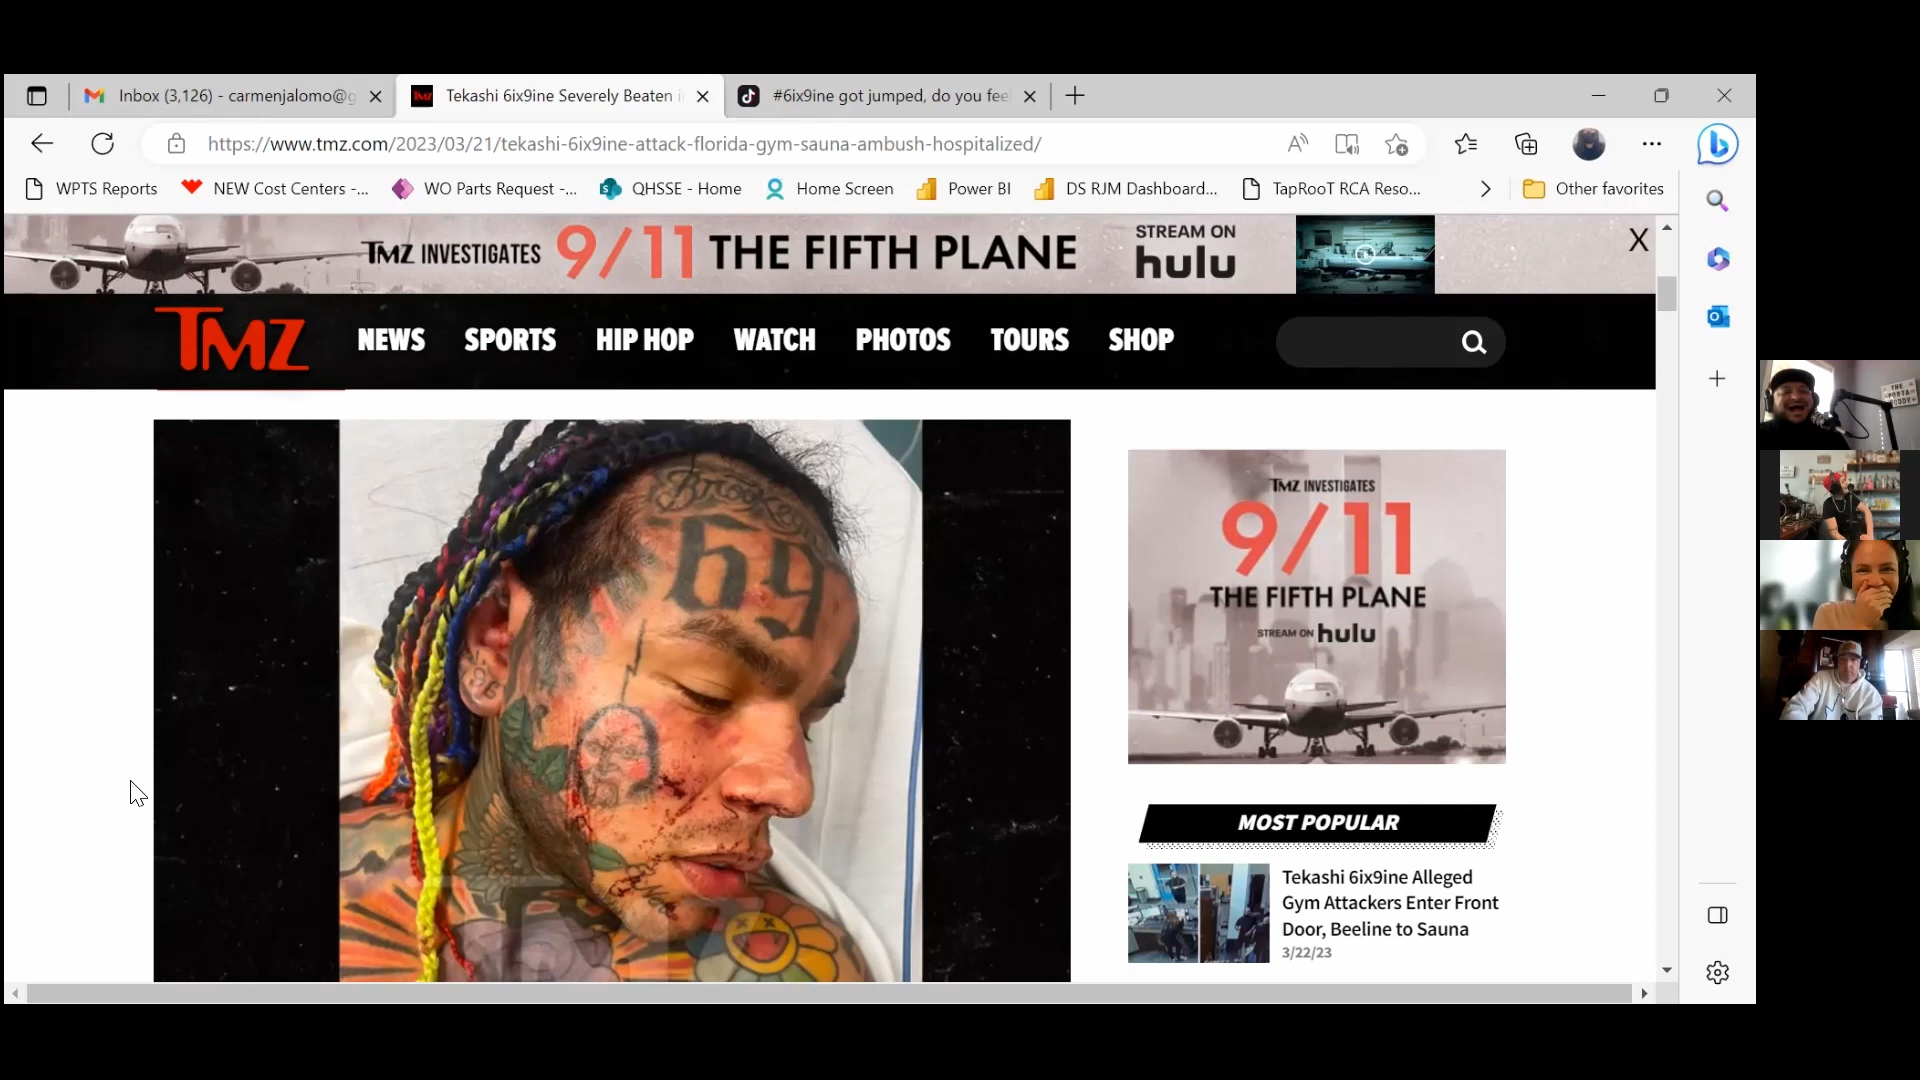 Inbox (3,126) - carmenjalomo@g
Tekashi 6ix9ine Severely Beaten i
#6ix9ine got jumped, do you fee
https://www.tmz.com/2023/03/21/tekashi-6ix9ine-attack-florida-gym-sauna-ambush-hospitalized/
WPTS Reports
NEW Cost Centers -...
WO Parts Request -...
QHSSE - Home
Home Screen
Power BI
DS RJM Dashboard...
TapRooT RCA Reso...
Other favorites
TMZ INVESTIGATES 9/11 THE FIFTH PLANE
STREAM ON
hulu
X
TMZ
NEWS SPORTS HIP HOP WATCH PHOTOS TOURS SHOP
Brooklyn
69
TMZ INVESTIGATES
9/11
THE FIFTH PLANE
STREAM ON hulu
MOST POPULAR
Tekashi 6ix9ine Alleged
Gym Attackers Enter Front
Door, Beeline to Sauna
3/22/23
THE